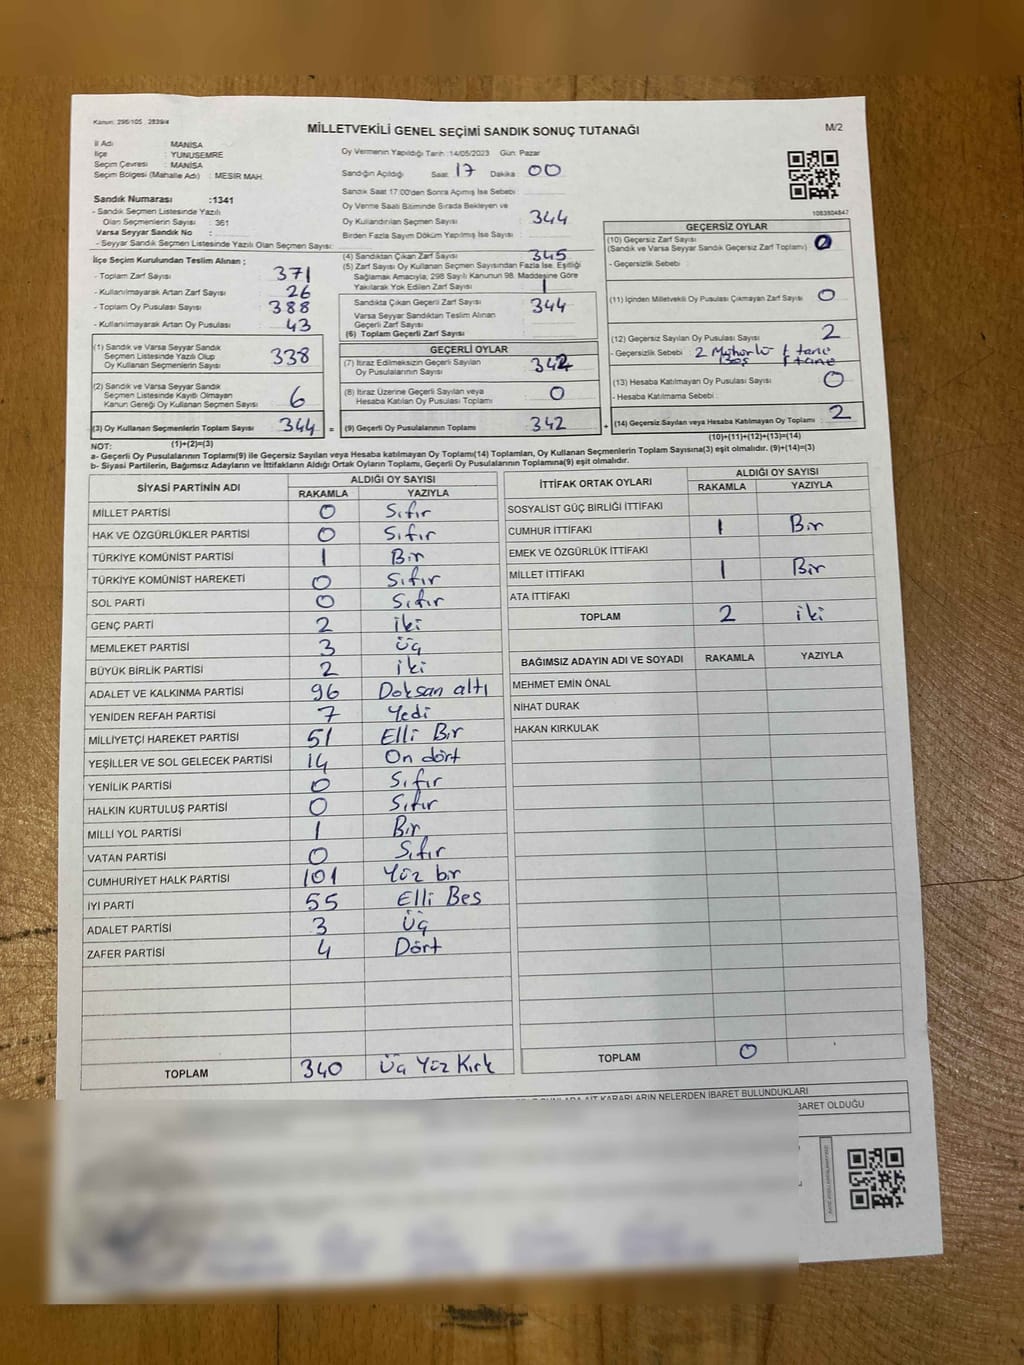 Kanun: 298/105 2839/4
MİLLETVEKİLİ GENEL SEÇİMİ SANDIK SONUÇ TUTANAĞI
M/2
İl Adı : MANİSA
İlçe : YUNUSEMRE
Seçim Çevresi : MANİSA
Seçim Bölgesi (Mahalle Adı) : MESİR MAH.
Sandık Numarası :1341
- Sandık Seçmen Listesinde Yazılı
Olan Seçmenlerin Sayısı : 361
Varsa Seyyar Sandık No :
- Seyyar Sandık Seçmen Listesinde Yazılı Olan Seçmen Sayısı:
İlçe Seçim Kurulundan Teslim Alınan ;
- Toplam Zarf Sayısı 371
- Kullanılmayarak Artan Zarf Sayısı 26
- Toplam Oy Pusulası Sayısı 388
- Kullanılmayarak Artan Oy Pusulası 43
(1) Sandık ve Varsa Seyyar Sandık
Seçmen Listesinde Yazılı Olup
Oy Kullanan Seçmenlerin Sayısı 338
(2) Sandık ve Varsa Seyyar Sandık
Seçmen Listesinde Kayıtlı Olmayan
Kanun Gereği Oy Kullanan Seçmen Sayısı 6
(3) Oy Kullanan Seçmenlerin Toplam Sayısı 344 =
Oy Vermenin Yapıldığı Tarih :14/05/2023 Gün: Pazar
Sandığın Açıldığı Saat 17 Dakika 00
Sandık Saat 17:00'den Sonra Açılmış İse Sebebi :
Oy Verme Saati Bitiminde Sırada Bekleyen ve
Oy Kullandırılan Seçmen Sayısı 344
Birden Fazla Sayım Döküm Yapılmış İse Sayısı :
(4) Sandıktan Çıkan Zarf Sayısı 345
(5) Zarf Sayısı Oy Kullanan Seçmen Sayısından Fazla İse, Eşitliği
Sağlamak Amacıyla, 298 Sayılı Kanunun 98. Maddesine Göre
Yakılarak Yok Edilen Zarf Sayısı 1
Sandıkta Çıkan Geçerli Zarf Sayısı 344
Varsa Seyyar Sandıktan Teslim Alınan
Geçerli Zarf Sayısı
(6) Toplam Geçerli Zarf Sayısı
GEÇERLİ OYLAR
(7) İtiraz Edilmeksizin Geçerli Sayılan
Oy Pusulalarının Sayısı 342
(8) İtiraz Üzerine Geçerli Sayılan veya
Hesaba Katılan Oy Pusulası Toplamı 0
(9) Geçerli Oy Pusulalarının Toplamı 342 +
1083804847
GEÇERSİZ OYLAR
(10) Geçersiz Zarf Sayısı 0
(Sandık ve Varsa Seyyar Sandık Geçersiz Zarf Toplamı)
- Geçersizlik Sebebi :
(11) İçinden Milletvekili Oy Pusulası Çıkmayan Zarf Sayısı 0
(12) Geçersiz Sayılan Oy Pusulası Sayısı 2
- Geçersizlik Sebebi : 2 Mühürlü 1 tane
Boş 1 tane
(13) Hesaba Katılmayan Oy Pusulası Sayısı 0
- Hesaba Katılmama Sebebi :
(14) Geçersiz Sayılan veya Hesaba Katılmayan Oy Toplamı 2
NOT: (1)+(2)=(3) (10)+(11)+(12)+(13)=(14)
a- Geçerli Oy Pusulalarının Toplamı(9) ile Geçersiz Sayılan veya Hesaba katılmayan Oy Toplamı(14) Toplamları, Oy Kullanan Seçmenlerin Toplam Sayısına(3) eşit olmalıdır. (9)+(14)=(3)
b- Siyasi Partilerin, Bağımsız Adayların ve İttifakların Aldığı Ortak Oyların Toplamı, Geçerli Oy Pusulalarının Toplamına(9) eşit olmalıdır.
SİYASİ PARTİNİN ADI ALDIĞI OY SAYISI
RAKAMLA YAZIYLA
MİLLET PARTİSİ 0 Sıfır
HAK VE ÖZGÜRLÜKLER PARTİSİ 0 Sıfır
TÜRKİYE KOMÜNİST PARTİSİ 1 Bir
TÜRKİYE KOMÜNİST HAREKETİ 0 Sıfır
SOL PARTİ 0 Sıfır
GENÇ PARTİ 2 iki
MEMLEKET PARTİSİ 3 üç
BÜYÜK BİRLİK PARTİSİ 2 iki
ADALET VE KALKINMA PARTİSİ 96 Doksan altı
YENİDEN REFAH PARTİSİ 7 Yedi
MİLLİYETÇİ HAREKET PARTİSİ 51 Elli Bir
YEŞİLLER VE SOL GELECEK PARTİSİ 14 On dört
YENİLİK PARTİSİ 0 Sıfır
HALKIN KURTULUŞ PARTİSİ 0 Sıfır
MİLLİ YOL PARTİSİ 1 Bir
VATAN PARTİSİ 0 Sıfır
CUMHURİYET HALK PARTİSİ 101 Yüz bir
İYİ PARTİ 55 Elli Beş
ADALET PARTİSİ 3 üç
ZAFER PARTİSİ 4 Dört
TOPLAM 340 Üç Yüz Kırk
İTTİFAK ORTAK OYLARI ALDIĞI OY SAYISI
RAKAMLA YAZIYLA
SOSYALİST GÜÇ BİRLİĞİ İTTİFAKI
CUMHUR İTTİFAKI 1 Bir
EMEK VE ÖZGÜRLÜK İTTİFAKI
MİLLET İTTİFAKI 1 Bir
ATA İTTİFAKI
TOPLAM 2 iki
BAĞIMSIZ ADAYIN ADI VE SOYADI RAKAMLA YAZIYLA
MEHMET EMİN ÖNAL
NİHAT DURAK
HAKAN KIRKULAK
TOPLAM 0
KARARLARIN NELERDEN İBARET BULUNDUKLARI
İBARET OLDUĞU